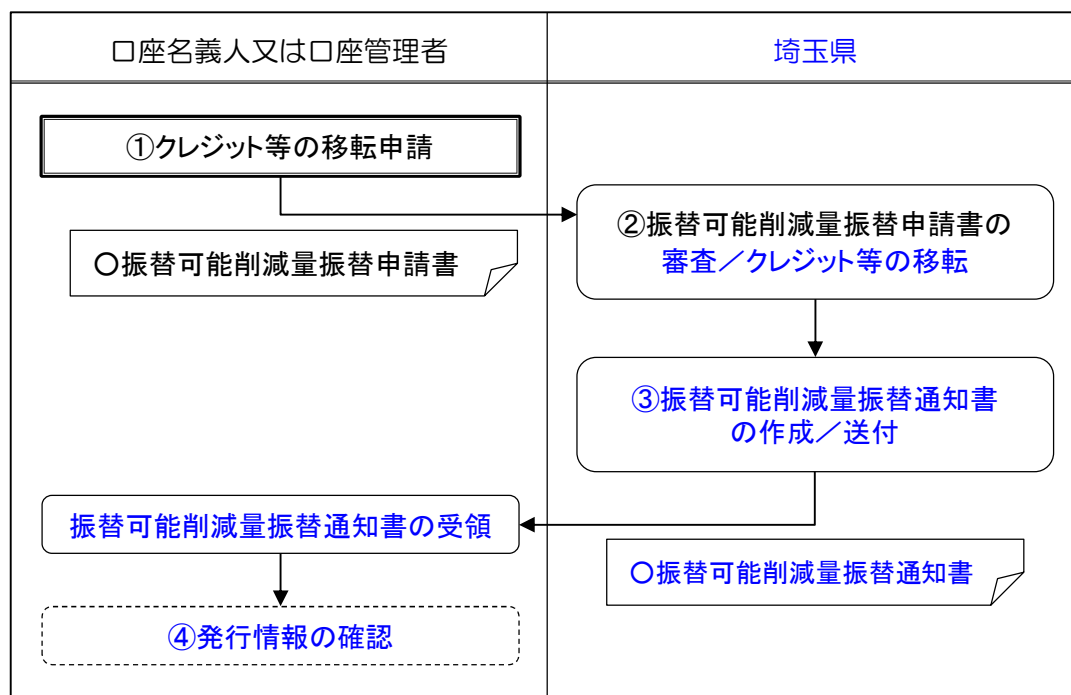 口座名義人又は口座管理者
埼玉県
①クレジット等の移転申請
○振替可能削減量振替申請書
②振替可能削減量振替申請書の
審査／クレジット等の移転
③振替可能削減量振替通知書
の作成／送付
振替可能削減量振替通知書の受領
○振替可能削減量振替通知書
④発行情報の確認